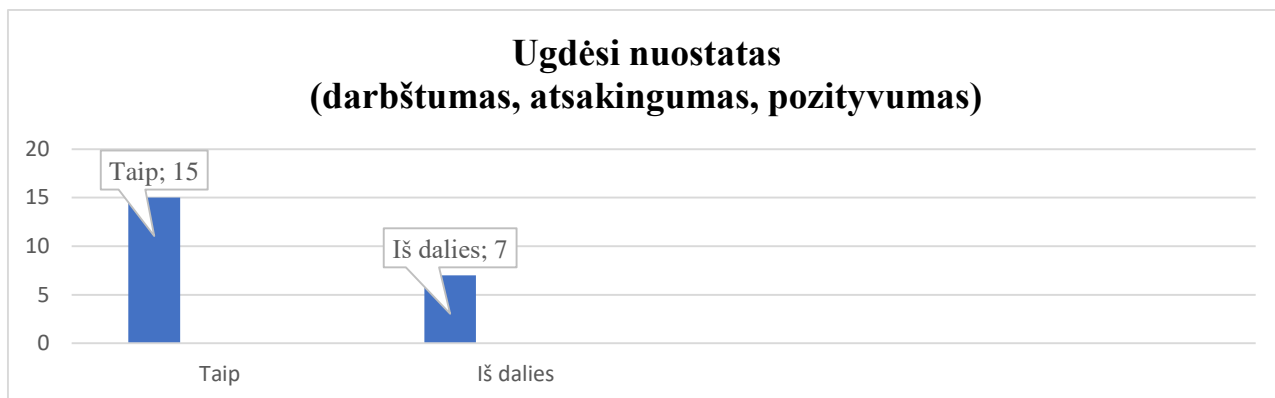 Ugdėsi nuostatas
(darbštumas, atsakingumas, pozityvumas)
20
Taip; 15
15
10
Iš dalies; 7
5
0
Taip
Iš dalies